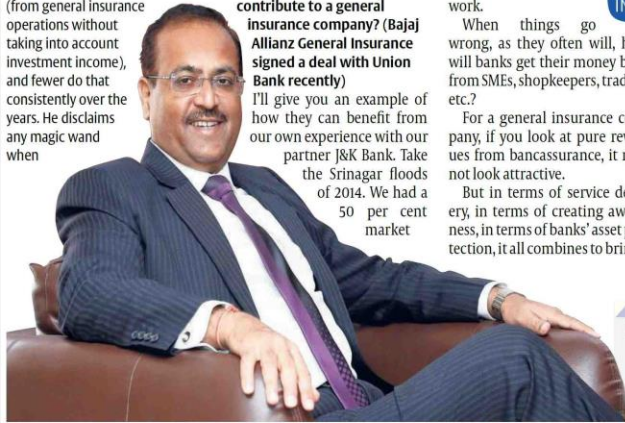 (from general insurance
operations without
taking into account
investment income),
and fewer do that
consistently over the
years. He disclaims
any magic wand
when
contribute to a general
insurance company? (Bajaj
Allianz General Insurance
signed a deal with Union
Bank recently)
I'll give you an example of
how they can benefit from
our own experience with our
partner J&K Bank. Take
the Srinagar floods
of 2014. We had a
50 per cent
market
work.
When things go
wrong, as they often will, h
will banks get their money b
from SMEs, shopkeepers, trad
etc.?
For a general insurance c
pany, if you look at pure rev
ues from bancassurance, it m
not look attractive.
But in terms of service de
ery, in terms of creating aw
ness, in terms of banks' asset p
tection, it all combines to brin
IN